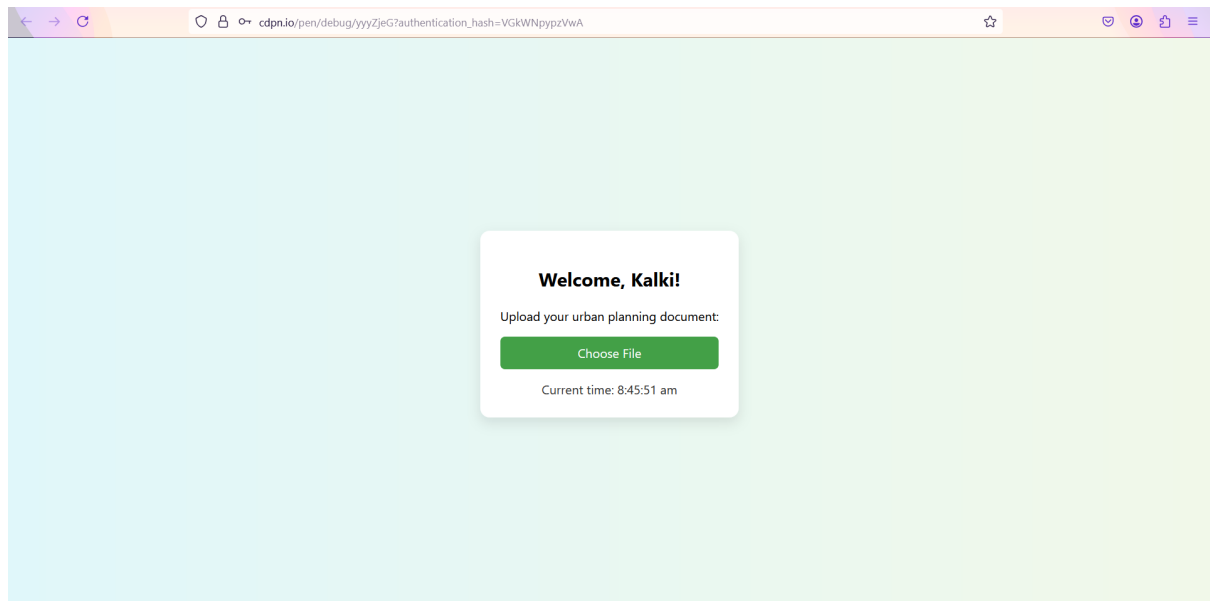 cdpn.io/pen/debug/yyyZjeG?authentication_hash=VGkWNpypzVwA
Welcome, Kalki!
Upload your urban planning document:
Choose File
Current time: 8:45:51 am